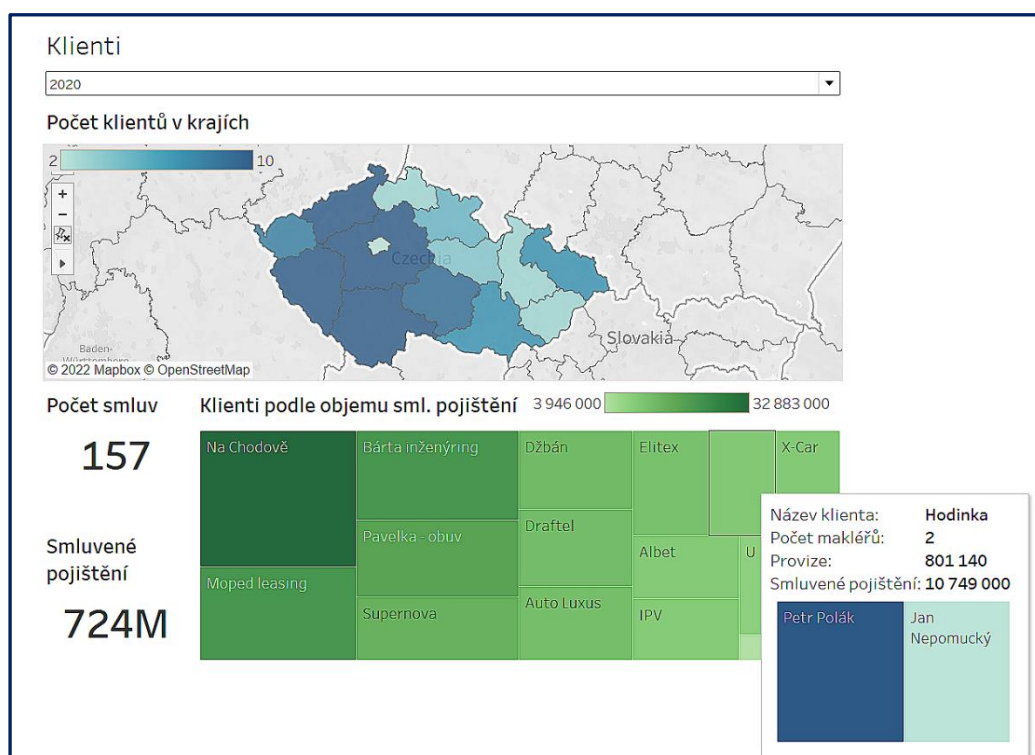 Klienti
2020
Počet klientů v krajích
2
10
Czechia
Slovakia
Baden-
Württemberg
© 2022 Mapbox © OpenStreetMap
Počet smluv
157
Smluvené
pojištění
724M
Klienti podle objemu sml. pojištění
3 946 000
32 883 000
Na Chodově
Bárta inženýring
Džbán
Elitex
X-Car
Pavelka - obuv
Draftel
Albet
U
Moped leasing
Supernova
Auto Luxus
IPV
Název klienta: Hodinka
Počet makléřů: 2
Provize: 801 140
Smluvené pojištění: 10 749 000
Petr Polák
Jan
Nepomucký